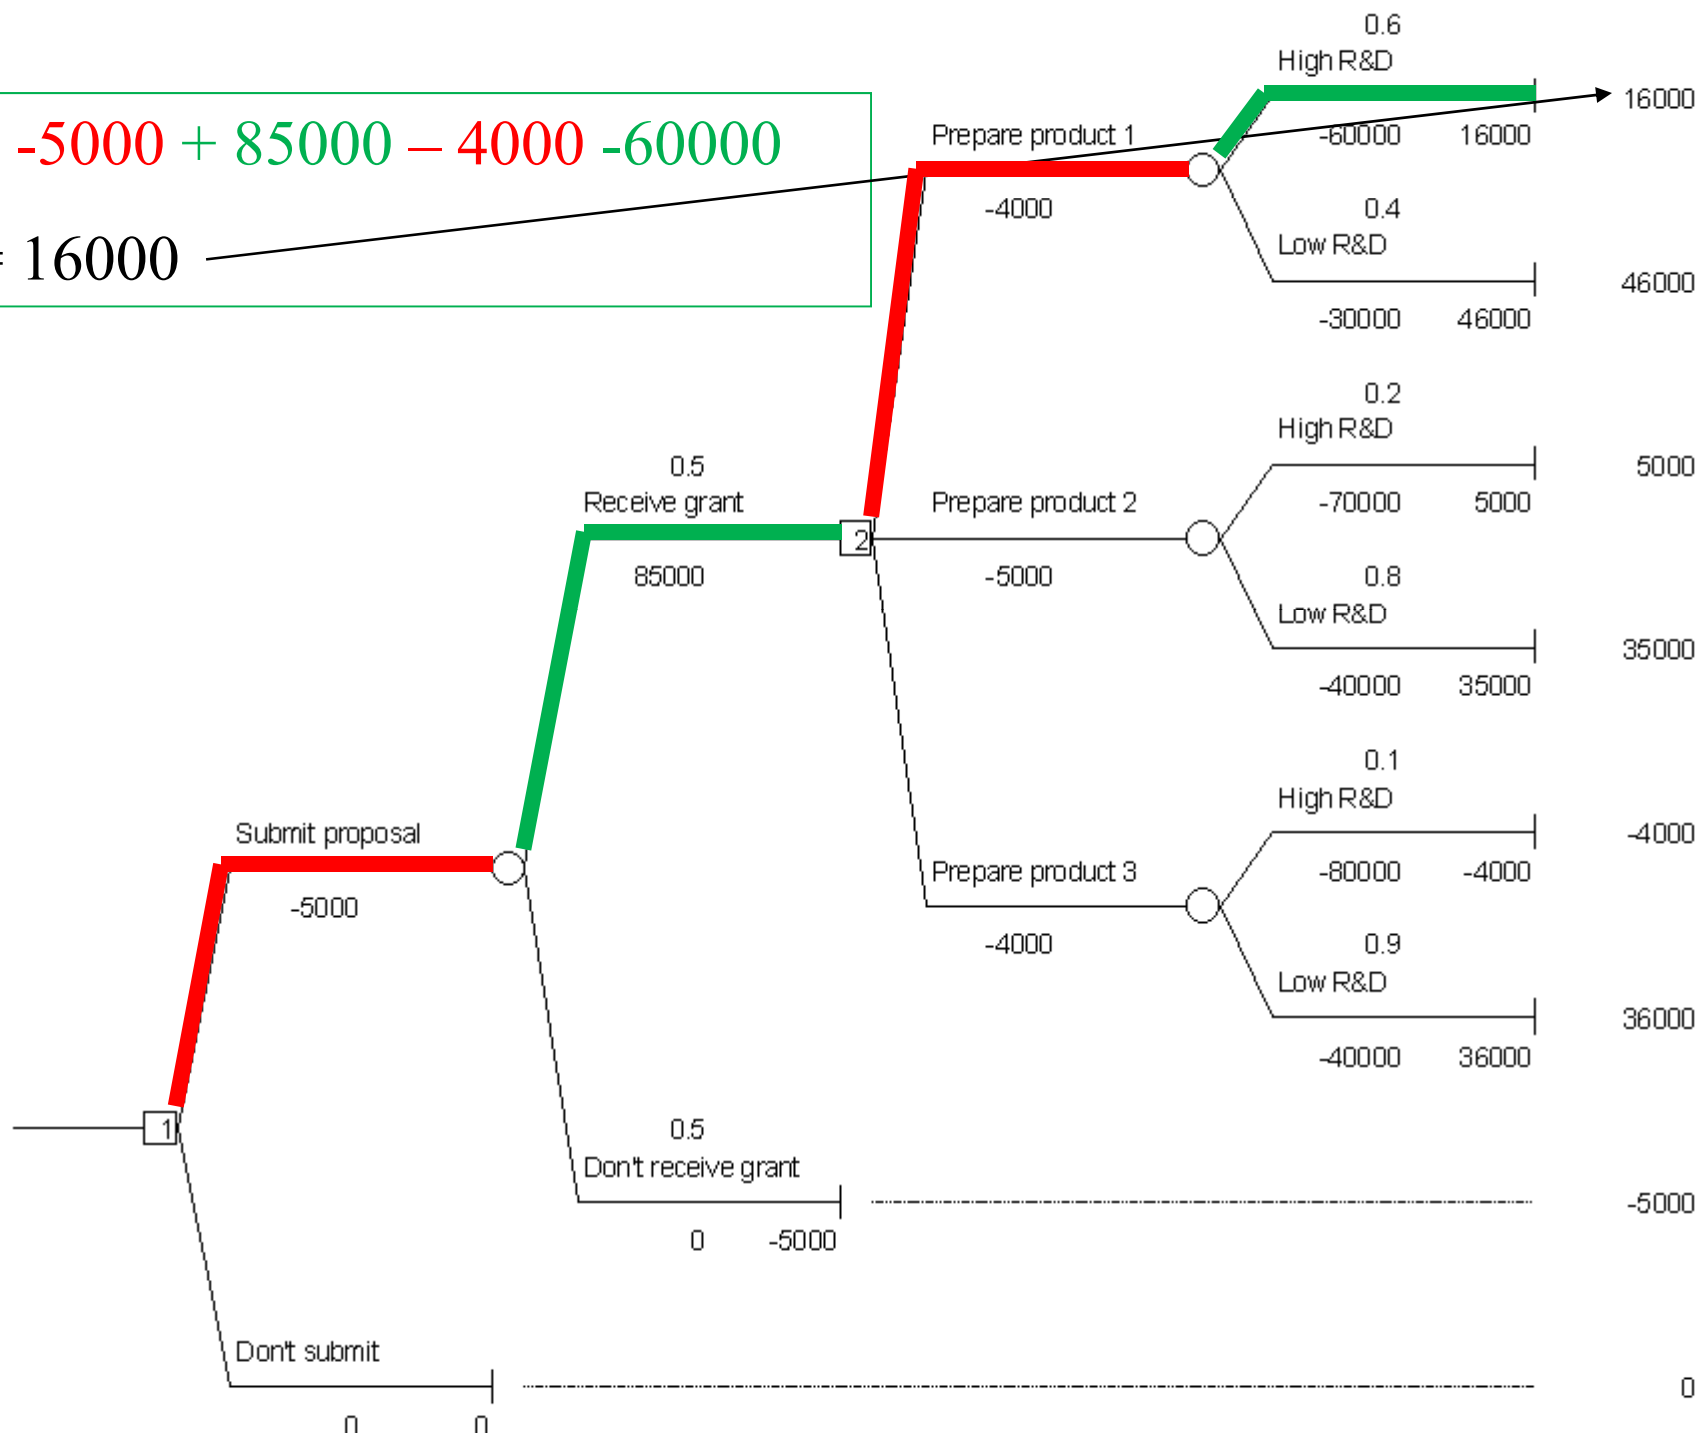 0.6
High R&D
16000
-60000 16000
-5000 + 85000 – 4000 -60000
= 16000
Prepare product 1
-4000
0.4
Low R&D
46000
-30000 46000
0.2
High R&D
5000
-70000 5000
0.5
Receive grant
2
85000
Prepare product 2
-5000
0.8
Low R&D
35000
-40000 35000
0.1
High R&D
-4000
-80000 -4000
Submit proposal
-5000
Prepare product 3
-4000
0.9
Low R&D
36000
-40000 36000
1
0.5
Don't receive grant
-5000
0 -5000
Don't submit
0
0 0